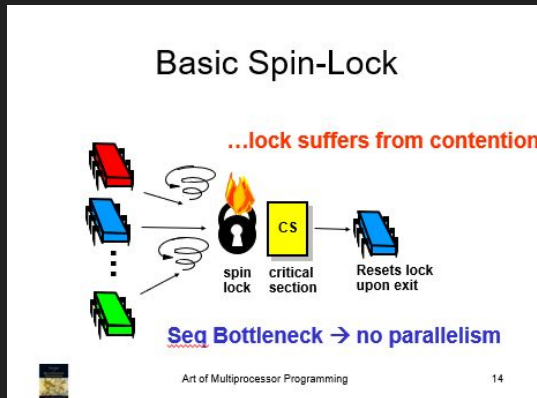 Basic Spin-Lock
…lock suffers from contention
CS
spin
lock
critical
section
Resets lock
upon exit
Seq Bottleneck → no parallelism
Art of Multiprocessor Programming
14